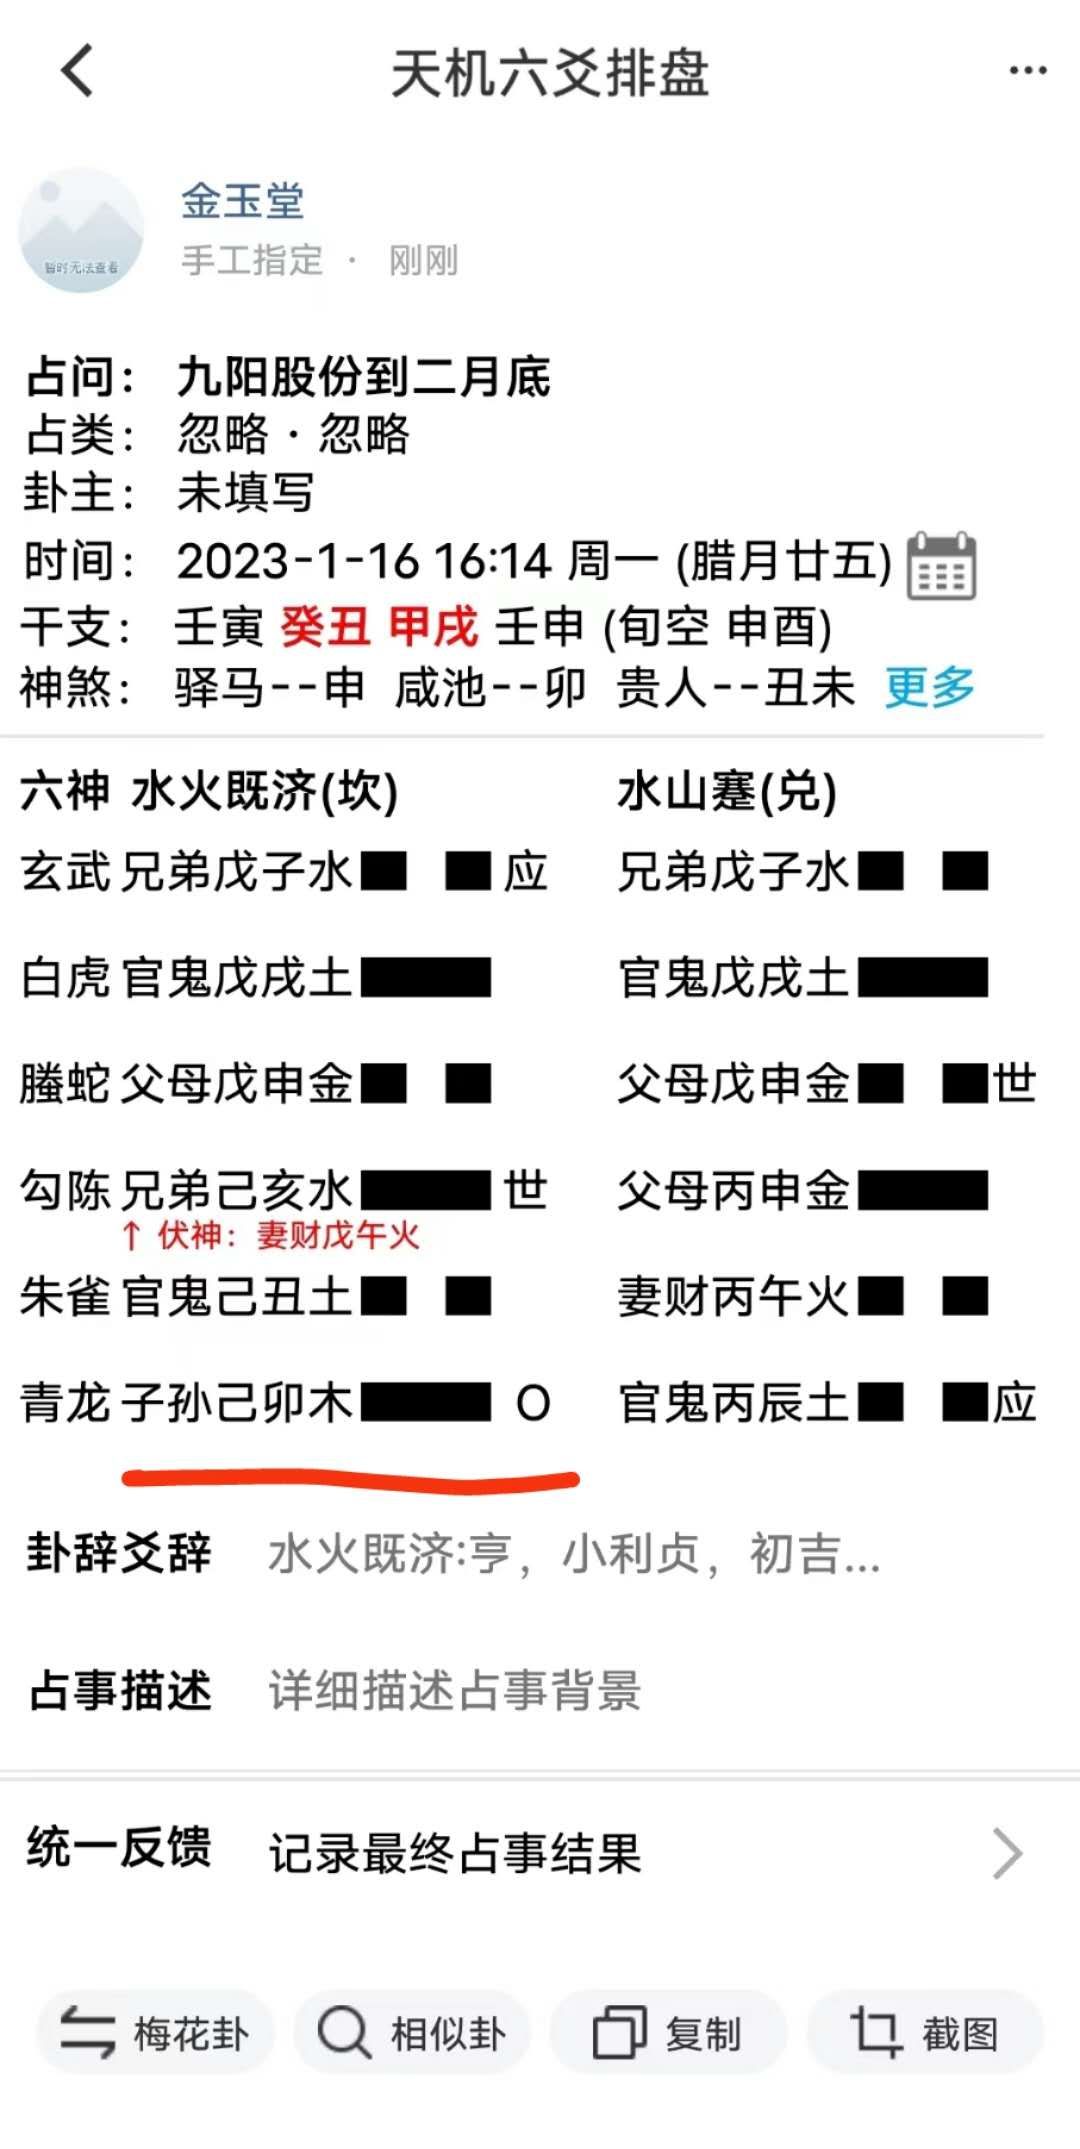 天机六爻排盘
暂时无法查看
金玉堂
手工指定 · 刚刚
占问： 九阳股份到二月底
占类： 忽略 · 忽略
卦主： 未填写
时间： 2023-1-16 16:14 周一 (腊月廿五)
干支： 壬寅 癸丑 甲戌 壬申 (旬空 申酉)
神煞： 驿马--申 咸池--卯 贵人--丑未 更多
六神 水火既济(坎) 水山蹇(兑)
玄武 兄弟戊子水 应 兄弟戊子水
白虎 官鬼戊戌土 官鬼戊戌土
螣蛇 父母戊申金 父母戊申金 世
勾陈 兄弟己亥水 世 父母丙申金
↑ 伏神：妻财戊午火
朱雀 官鬼己丑土 妻财丙午火
青龙 子孙己卯木 O 官鬼丙辰土 应
卦辞爻辞 水火既济:亨，小利贞，初吉...
占事描述 详细描述占事背景
统一反馈 记录最终占事结果
梅花卦 相似卦 复制 截图